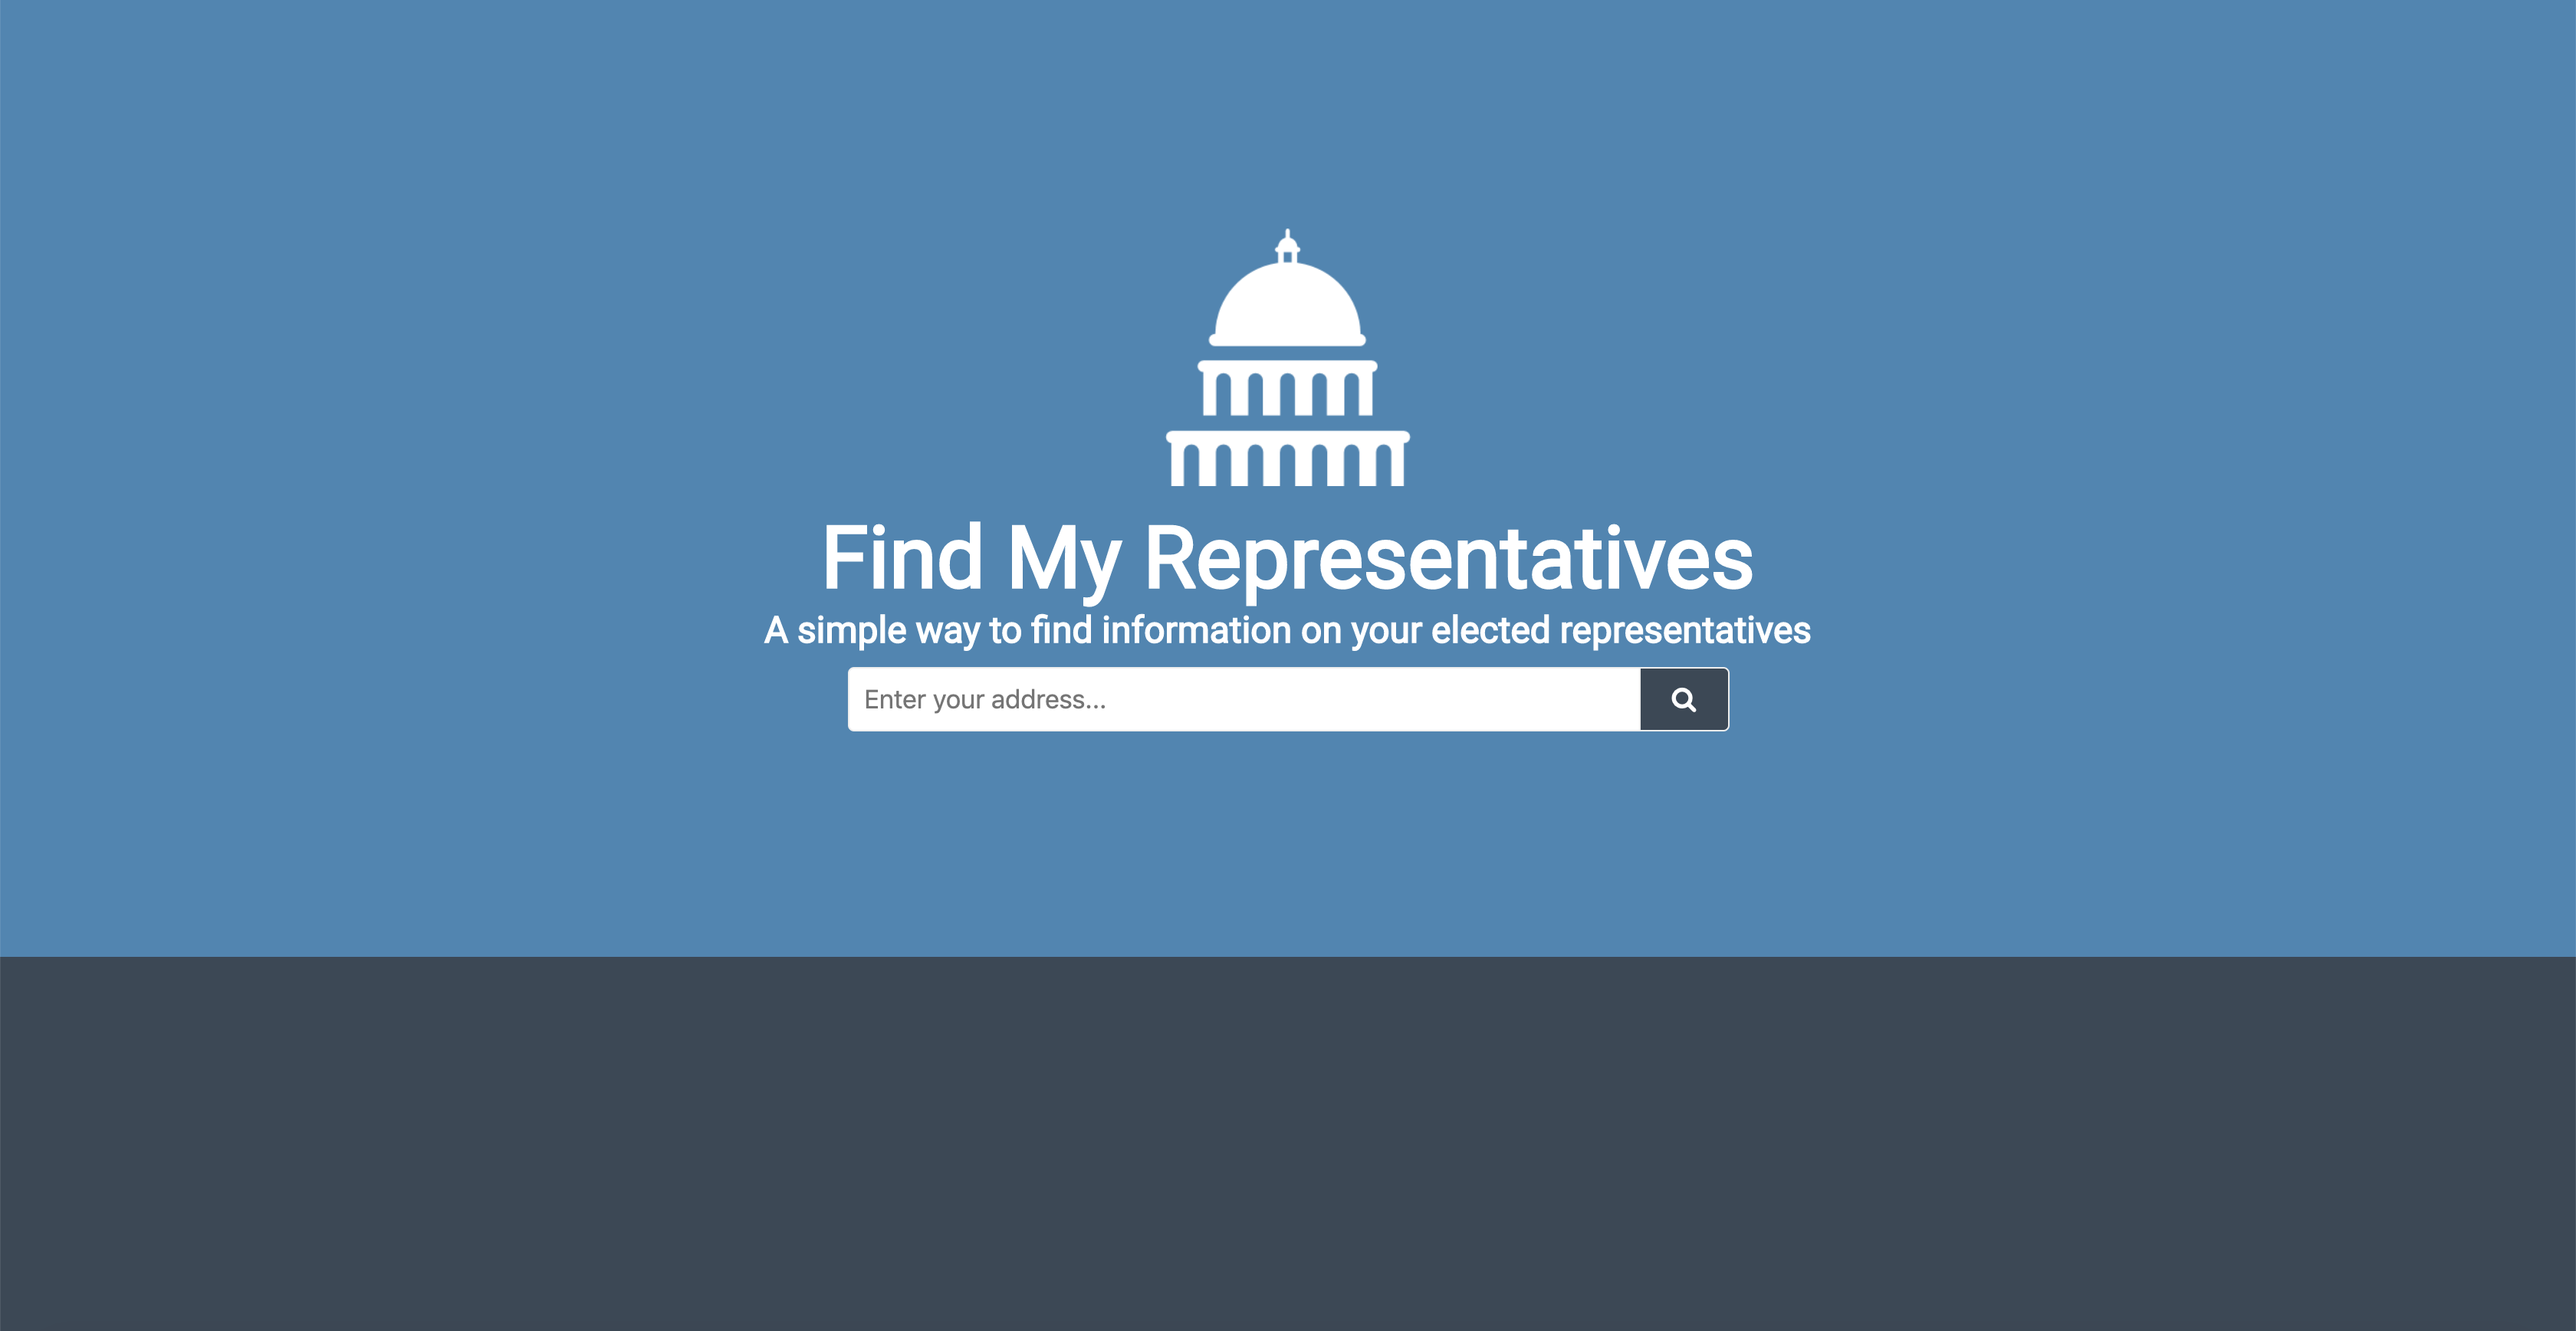 Find My Representatives
A simple way to find information on your elected representatives
Enter your address...